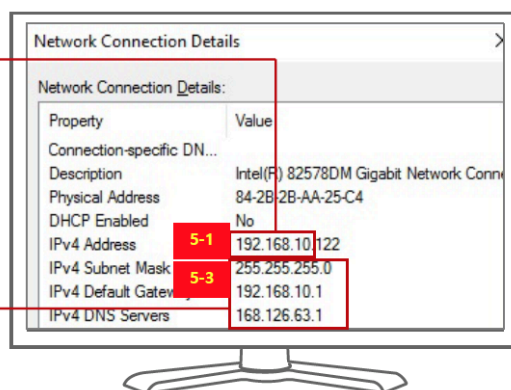 Network Connection Details
Network Connection Details:
Property Value
Connection-specific DN...
Description Intel(R) 82578DM Gigabit Network Conne
Physical Address 84-2B-2B-AA-25-C4
DHCP Enabled No
IPv4 Address 5-1 192.168.10.122
IPv4 Subnet Mask 5-3 255.255.255.0
IPv4 Default Gatew 192.168.10.1
IPv4 DNS Servers 168.126.63.1